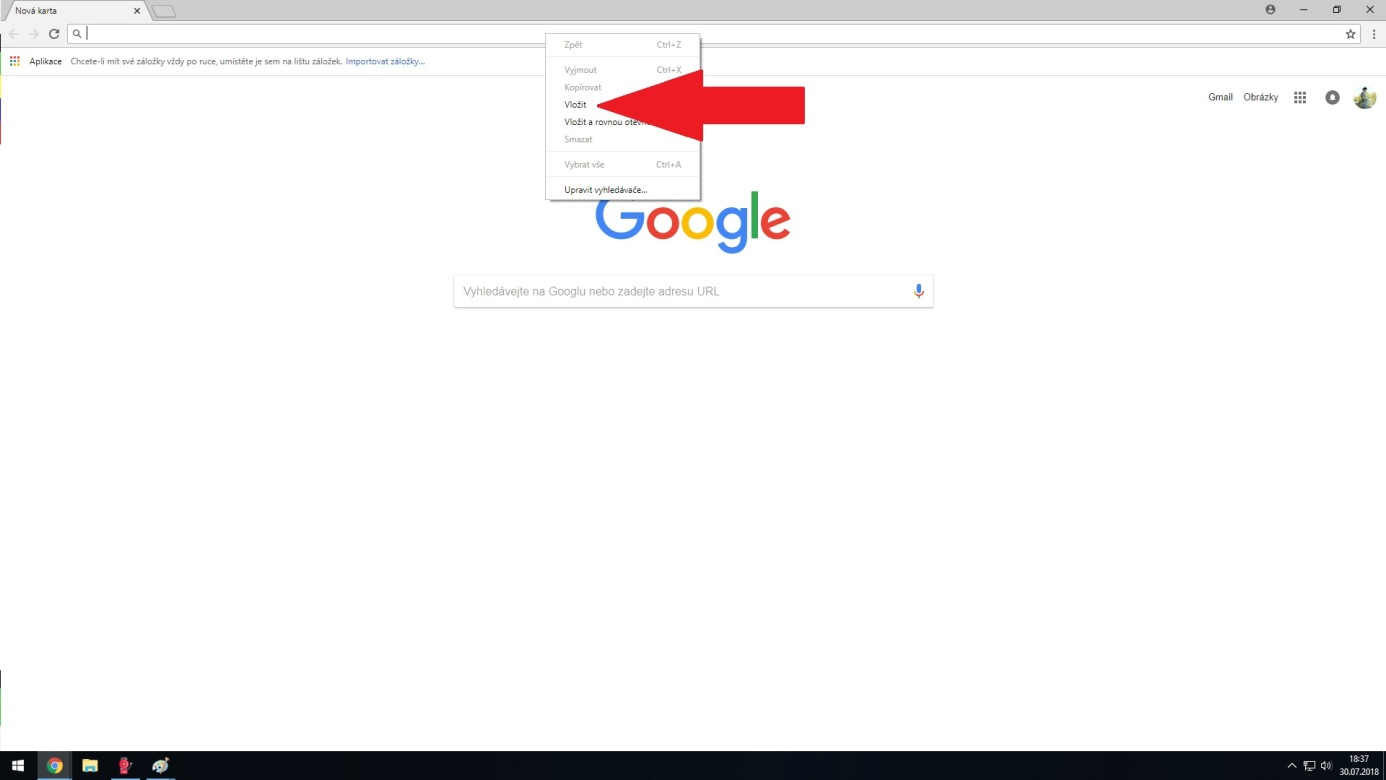 Nová karta
Aplikace Chcete-li mít své záložky vždy po ruce, umístěte je sem na lištu záložek. Importovat záložky...
Zpět Ctrl+Z
Vyjmout Ctrl+X
Kopírovat
Vložit
Vložit a rovnou
Smazat
Vybrat vše Ctrl+A
Upravit vyhledávače...
Gmail Obrázky
Google
Vyhledávejte na Googlu nebo zadejte adresu URL
18:37
30.07.2018